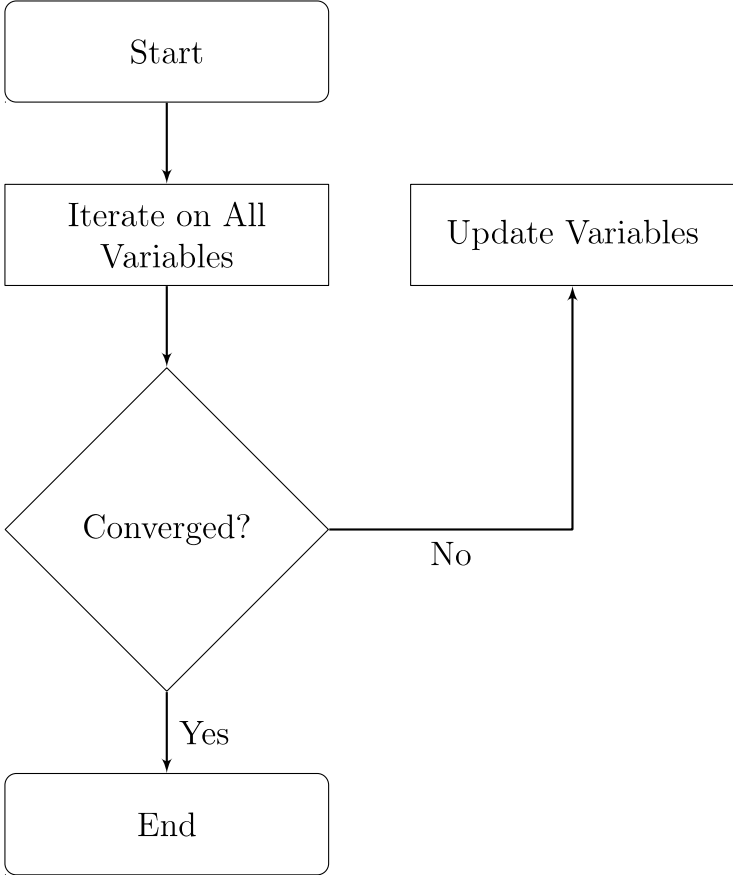 Start
Iterate on All
Variables
Update Variables
Converged?
No
Yes
End